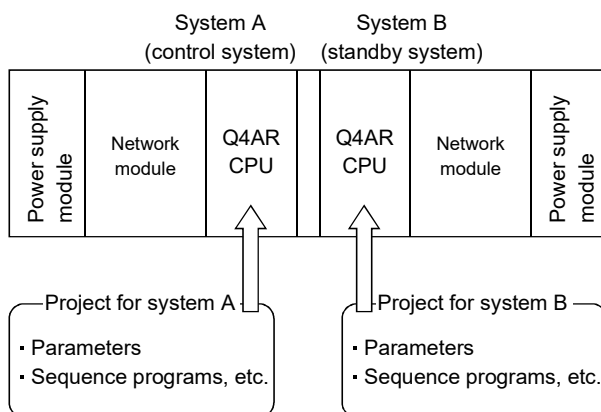 System A
(control system)
System B
(standby system)
Power supply
module
Network
module
Q4AR
CPU
Q4AR
CPU
Network
module
Power supply
module
Project for system A
· Parameters
· Sequence programs, etc.
Project for system B
· Parameters
· Sequence programs, etc.